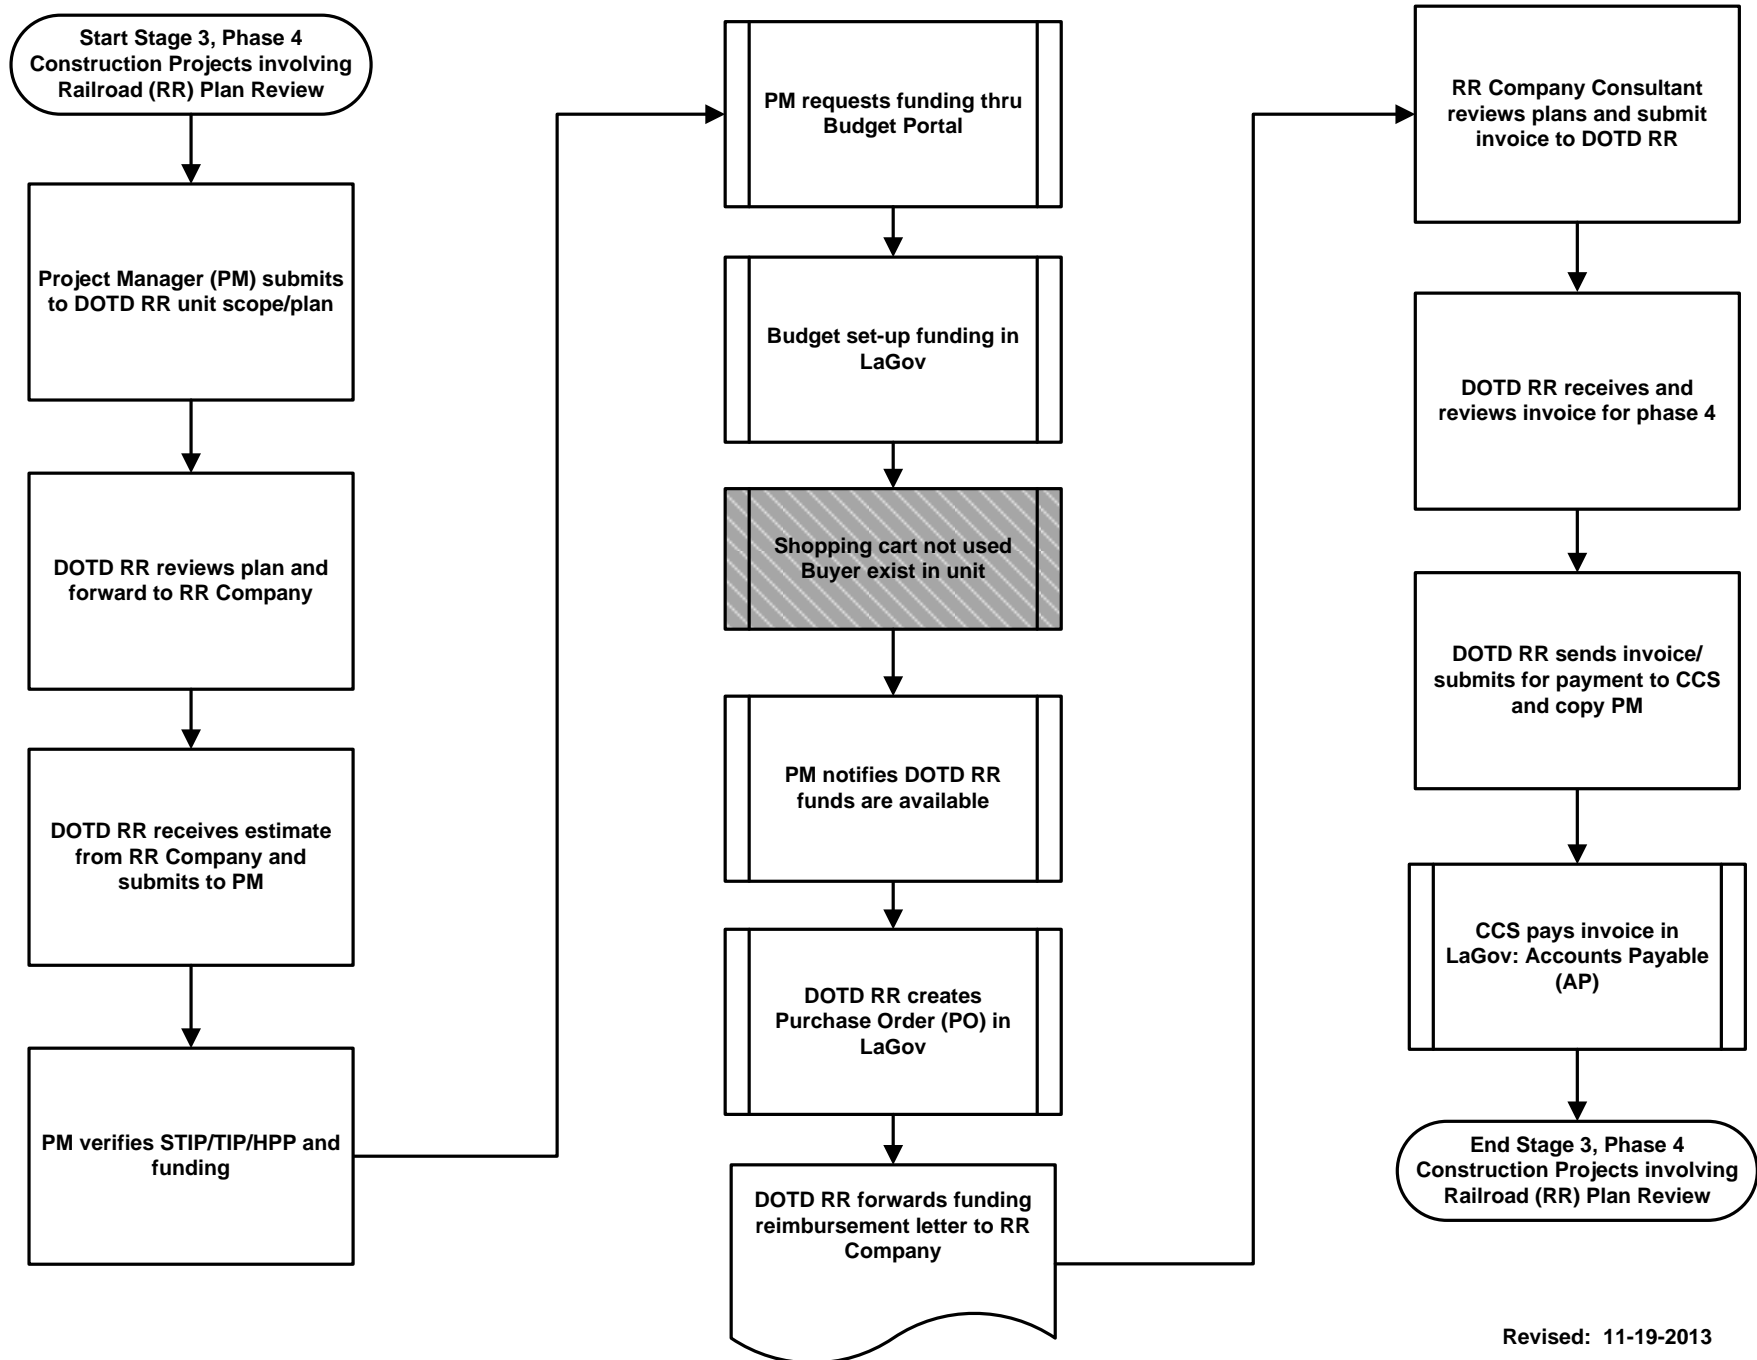 Start Stage 3, Phase 4
Construction Projects involving
Railroad (RR) Plan Review
Project Manager (PM) submits
to DOTD RR unit scope/plan
DOTD RR reviews plan and
forward to RR Company
DOTD RR receives estimate
from RR Company and
submits to PM
PM verifies STIP/TIP/HPP and
funding
PM requests funding thru
Budget Portal
Budget set-up funding in
LaGov
Shopping cart not used
Buyer exist in unit
PM notifies DOTD RR
funds are available
DOTD RR creates
Purchase Order (PO) in
LaGov
DOTD RR forwards funding
reimbursement letter to RR
Company
RR Company Consultant
reviews plans and submit
invoice to DOTD RR
DOTD RR receives and
reviews invoice for phase 4
DOTD RR sends invoice/
submits for payment to CCS
and copy PM
CCS pays invoice in
LaGov: Accounts Payable
(AP)
End Stage 3, Phase 4
Construction Projects involving
Railroad (RR) Plan Review
Revised:  11-19-2013